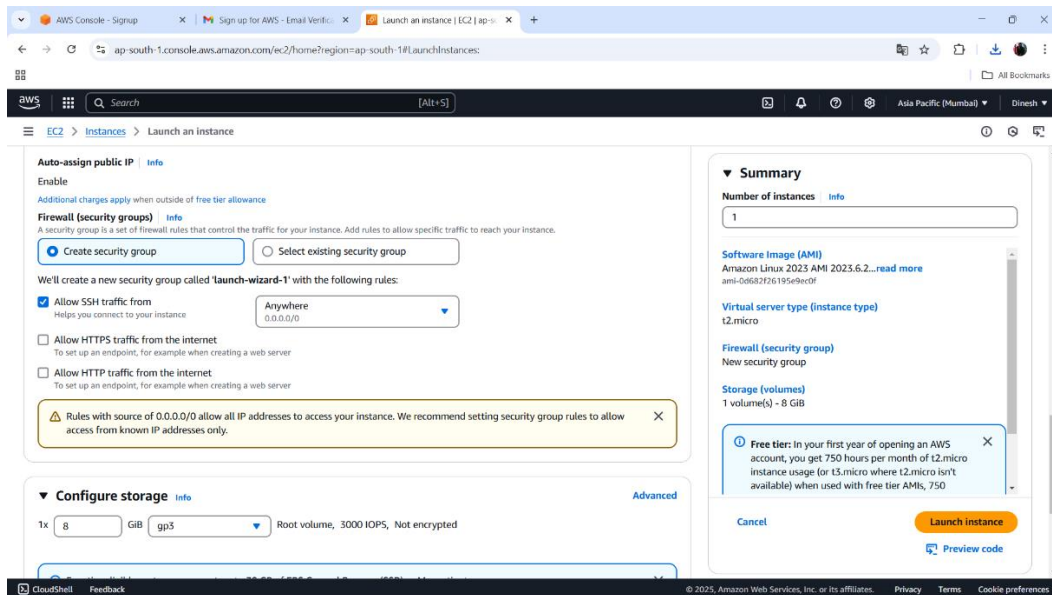 AWS Console - Signup
Sign up for AWS - Email Verific
Launch an instance | EC2 | ap-s
ap-south-1.console.aws.amazon.com/ec2/home?region=ap-south-1#LaunchInstances:
All Bookmarks
aws
Search
[Alt+S]
Asia Pacific (Mumbai)
Dinesh
EC2 > Instances > Launch an instance
Auto-assign public IP Info
Enable
Additional charges apply when outside of free tier allowance
Firewall (security groups) Info
A security group is a set of firewall rules that control the traffic for your instance. Add rules to allow specific traffic to reach your instance.
Create security group
Select existing security group
We'll create a new security group called 'launch-wizard-1' with the following rules:
Allow SSH traffic from
Helps you connect to your instance
Anywhere
0.0.0.0/0
Allow HTTPS traffic from the internet
To set up an endpoint, for example when creating a web server
Allow HTTP traffic from the internet
To set up an endpoint, for example when creating a web server
Rules with source of 0.0.0.0/0 allow all IP addresses to access your instance. We recommend setting security group rules to allow
access from known IP addresses only.
Configure storage Info
Advanced
1x 8 GiB gp3 Root volume, 3000 IOPS, Not encrypted
Summary
Number of instances Info
1
Software Image (AMI)
Amazon Linux 2023 AMI 2023.6.2...read more
ami-0d682f26195e9ec0f
Virtual server type (instance type)
t2.micro
Firewall (security group)
New security group
Storage (volumes)
1 volume(s) - 8 GiB
Free tier: In your first year of opening an AWS
account, you get 750 hours per month of t2.micro
instance usage (or t3.micro where t2.micro isn't
available) when used with free tier AMIs, 750
Cancel
Launch instance
Preview code
CloudShell Feedback
© 2025, Amazon Web Services, Inc. or its affiliates. Privacy Terms Cookie preferences